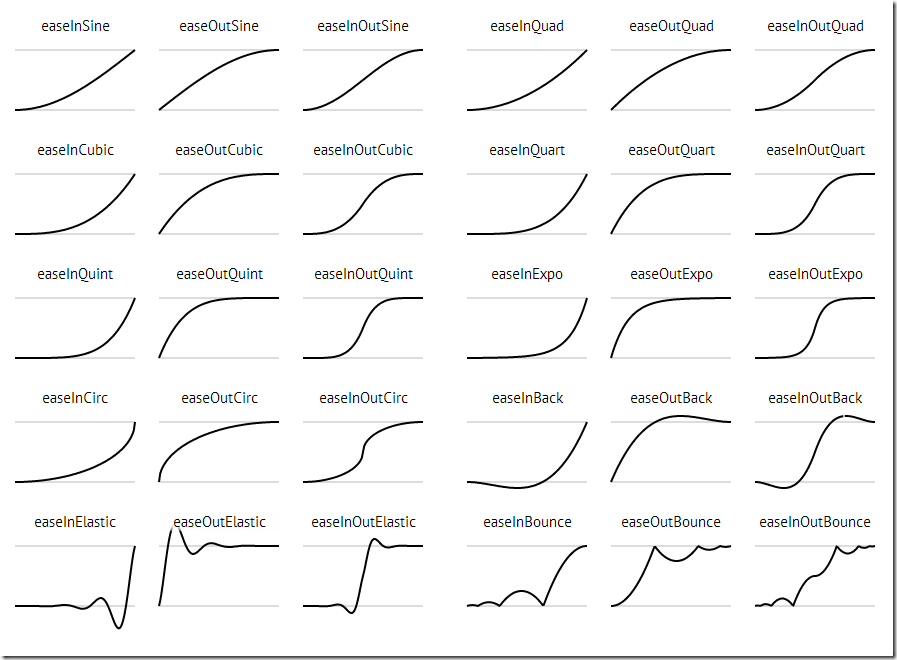 easeInSine easeOutSine easeInOutSine easeInQuad easeOutQuad easeInOutQuad
easeInCubic easeOutCubic easeInOutCubic easeInQuart easeOutQuart easeInOutQuart
easeInQuint easeOutQuint easeInOutQuint easeInExpo easeOutExpo easeInOutExpo
easeInCirc easeOutCirc easeInOutCirc easeInBack easeOutBack easeInOutBack
easeInElastic easeOutElastic easeInOutElastic easeInBounce easeOutBounce easeInOutBounce